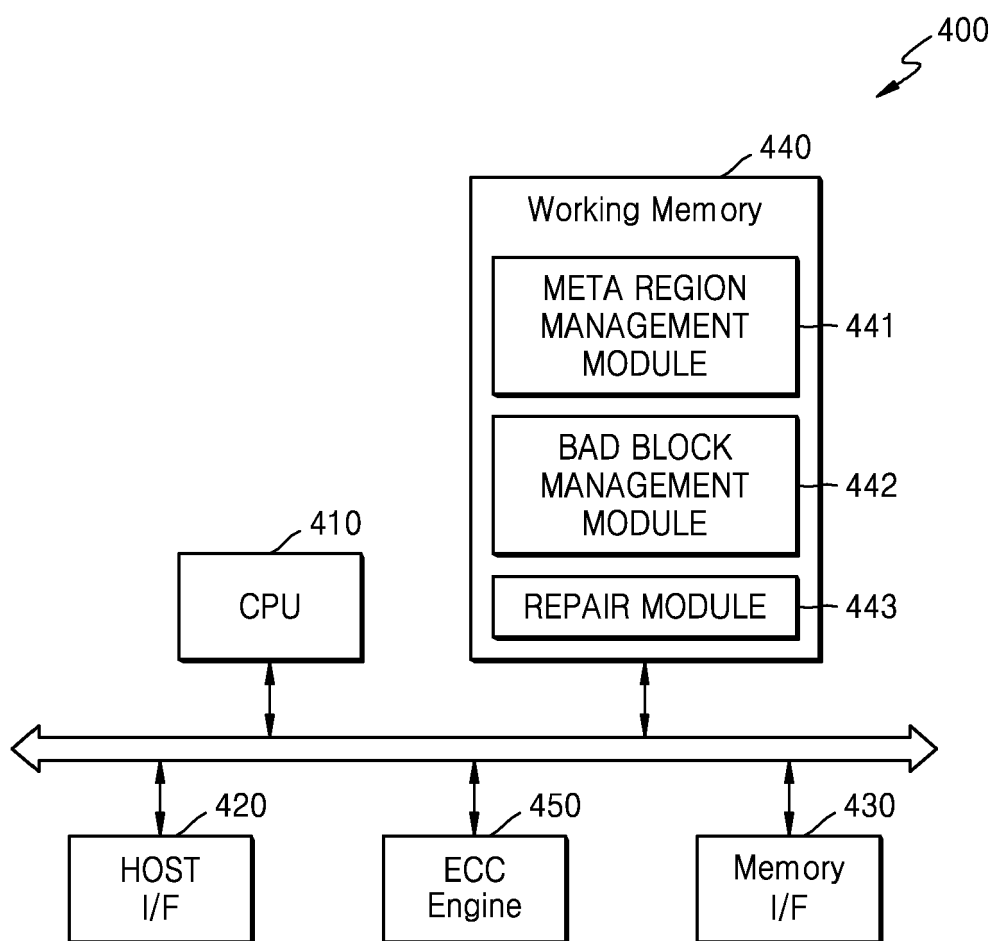 400
440
Working Memory
META REGION
MANAGEMENT
MODULE
441
BAD BLOCK
MANAGEMENT
MODULE
442
410
CPU
REPAIR MODULE
443
420
HOST
I/F
450
ECC
Engine
430
Memory
I/F